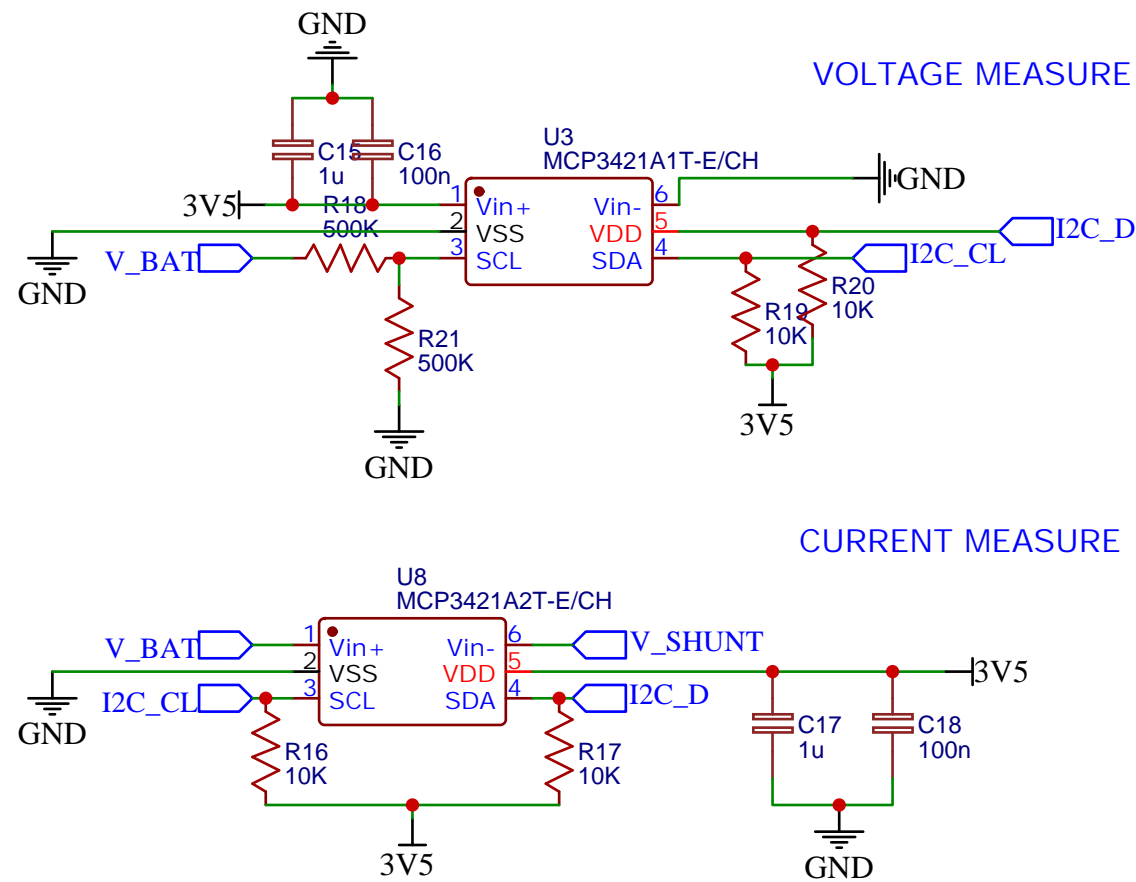 GND
VOLTAGE MEASURE
U3
MCP3421A1T-E/CH
C15
1u
C16
100n
3V5
R18
500K
1
Vin+
2
VSS
3
SCL
6
Vin-
5
VDD
4
SDA
GND
I2C_D
I2C_CL
V_BAT
GND
R21
500K
R19
10K
R20
10K
GND
3V5
CURRENT MEASURE
U8
MCP3421A2T-E/CH
V_BAT
1
Vin+
2
VSS
3
SCL
6
Vin-
5
VDD
4
SDA
V_SHUNT
3V5
I2C_CL
I2C_D
GND
R16
10K
R17
10K
C17
1u
C18
100n
3V5
GND